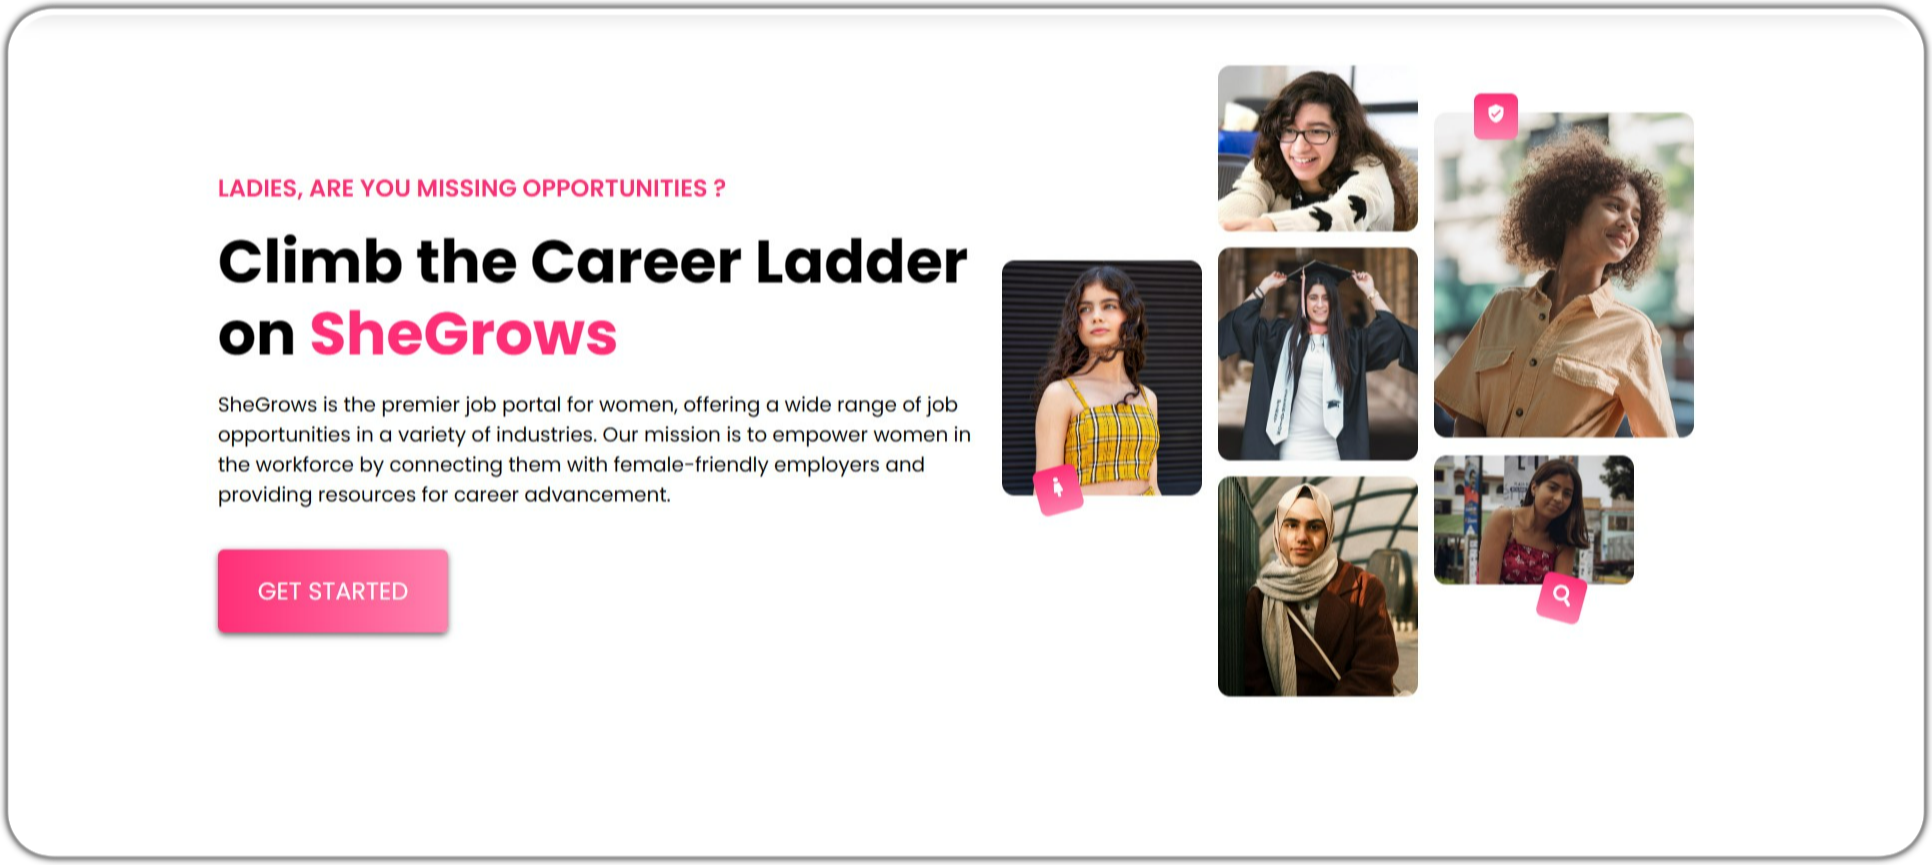 LADIES, ARE YOU MISSING OPPORTUNITIES ?
Climb the Career Ladder
on SheGrows
SheGrows is the premier job portal for women, offering a wide range of job
opportunities in a variety of industries. Our mission is to empower women in
the workforce by connecting them with female-friendly employers and
providing resources for career advancement.
GET STARTED